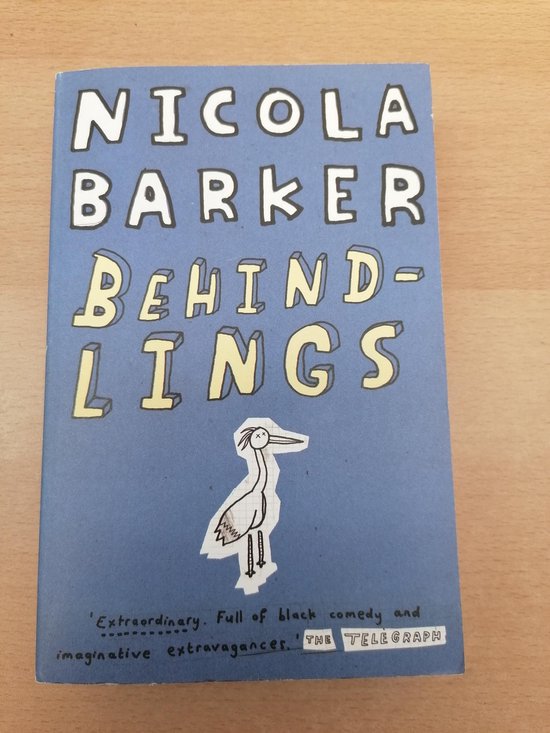 NICOLA
BARKER
BEHIND-
LINGS
'Extraordinary. Full of black comedy and
imaginative extravagances.' THE TELEGRAPH